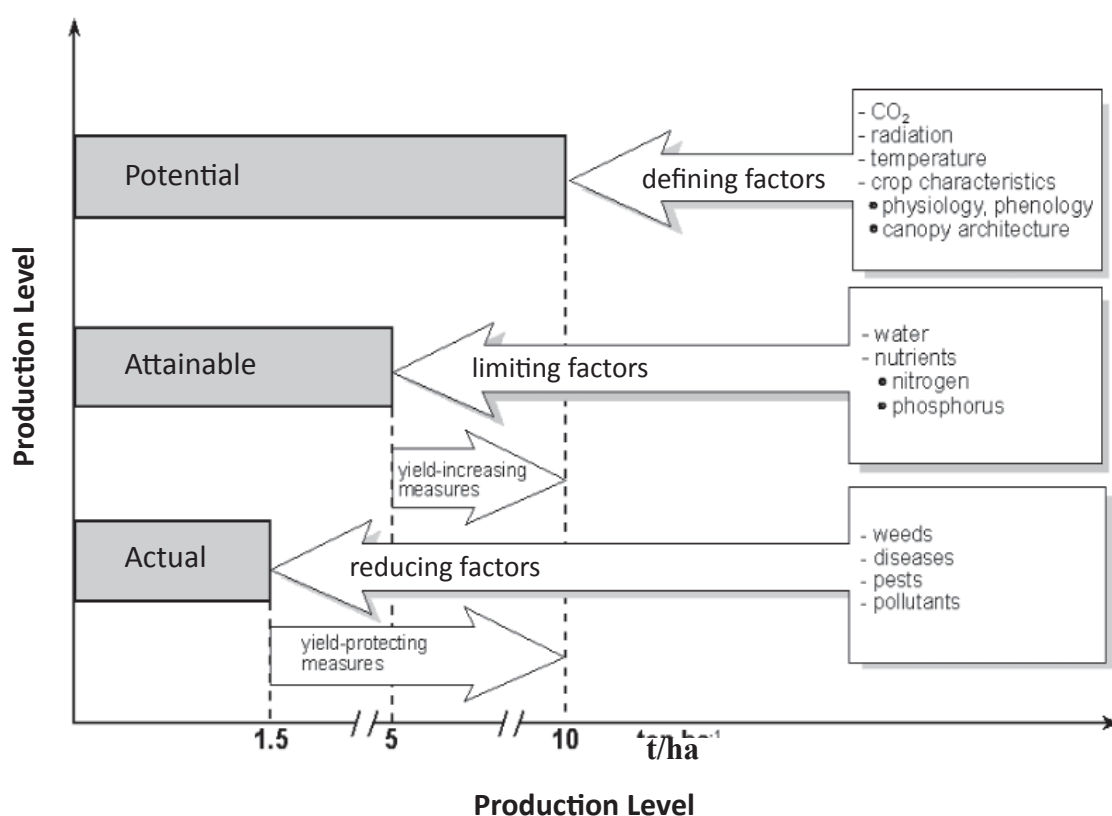 Production Level
Potential
defining factors
- CO₂
- radiation
- temperature
- crop characteristics
• physiology, phenology
• canopy architecture
Attainable
limiting factors
- water
- nutrients
• nitrogen
• phosphorus
yield-increasing
measures
Actual
reducing factors
- weeds
- diseases
- pests
- pollutants
yield-protecting
measures
1.5
5
10
t/ha
Production Level